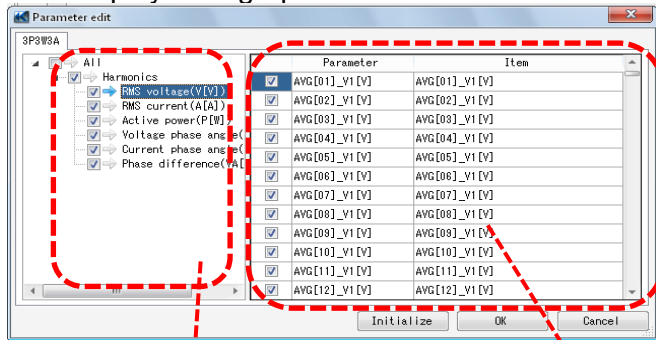 Parameter edit
3P3W3A
All
Harmonics
RMS voltage(V[V])
RMS current(A[A])
Active power(P[W])
Voltage phase angle(
Current phase angle(
Phase difference(VA[
Parameter Item
AVG[01]_V1[V] AVG[01]_V1[V]
AVG[02]_V1[V] AVG[02]_V1[V]
AVG[03]_V1[V] AVG[03]_V1[V]
AVG[04]_V1[V] AVG[04]_V1[V]
AVG[05]_V1[V] AVG[05]_V1[V]
AVG[06]_V1[V] AVG[06]_V1[V]
AVG[07]_V1[V] AVG[07]_V1[V]
AVG[08]_V1[V] AVG[08]_V1[V]
AVG[09]_V1[V] AVG[09]_V1[V]
AVG[10]_V1[V] AVG[10]_V1[V]
AVG[11]_V1[V] AVG[11]_V1[V]
AVG[12]_V1[V] AVG[12]_V1[V]
Initialize OK Cancel